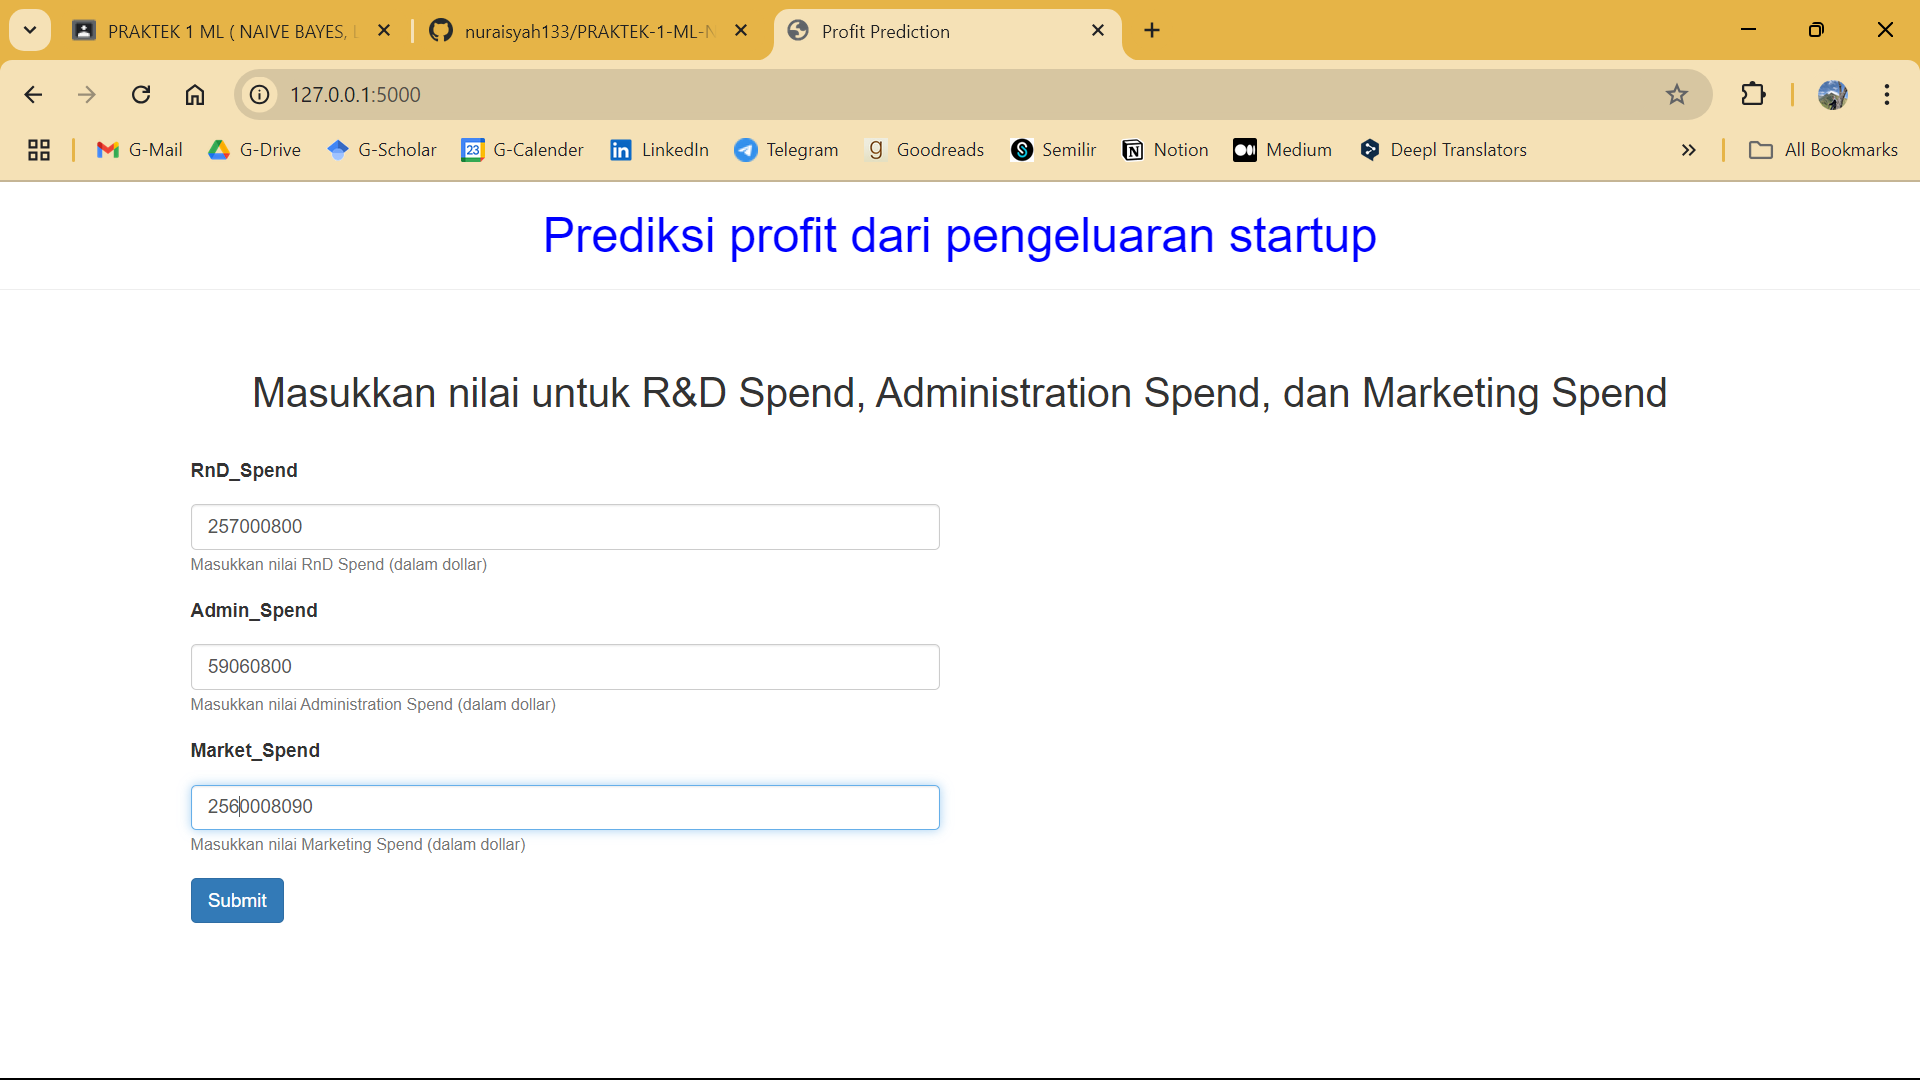 PRAKTEK 1 ML ( NAIVE BAYES,
nuraisyah133/PRAKTEK-1-ML-N
Profit Prediction
127.0.0.1:5000
G-Mail
G-Drive
G-Scholar
23
G-Calender
LinkedIn
Telegram
Goodreads
Semilir
Notion
Medium
Deepl Translators
All Bookmarks
Prediksi profit dari pengeluaran startup
Masukkan nilai untuk R&D Spend, Administration Spend, dan Marketing Spend
RnD_Spend
257000800
Masukkan nilai RnD Spend (dalam dollar)
Admin_Spend
59060800
Masukkan nilai Administration Spend (dalam dollar)
Market_Spend
2560008090
Masukkan nilai Marketing Spend (dalam dollar)
Submit